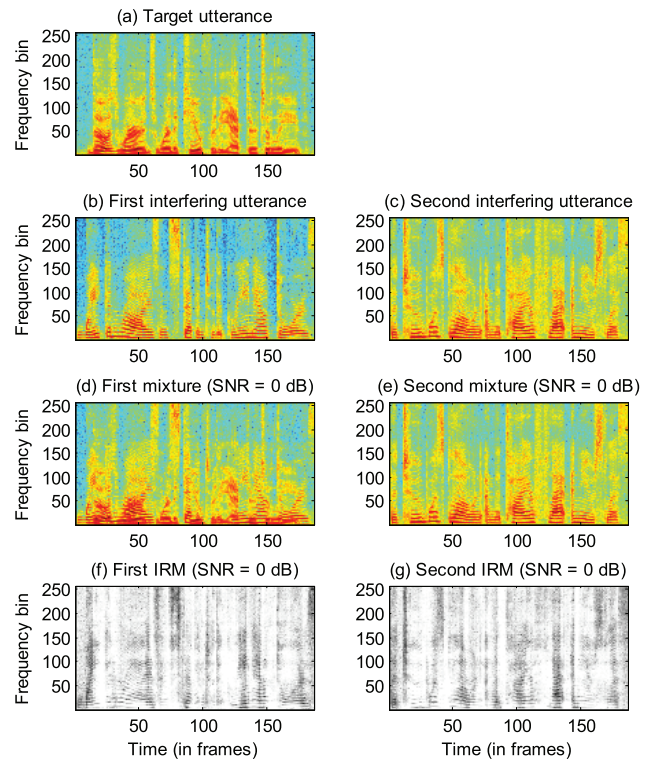 (a) Target utterance
Frequency bin
250
200
150
100
50
50 100 150
(b) First interfering utterance
Frequency bin
250
200
150
100
50
50 100 150
(c) Second interfering utterance
250
200
150
100
50
50 100 150
(d) First mixture (SNR = 0 dB)
Frequency bin
250
200
150
100
50
50 100 150
(e) Second mixture (SNR = 0 dB)
250
200
150
100
50
50 100 150
(f) First IRM (SNR = 0 dB)
Frequency bin
250
200
150
100
50
50 100 150
Time (in frames)
(g) Second IRM (SNR = 0 dB)
250
200
150
100
50
50 100 150
Time (in frames)